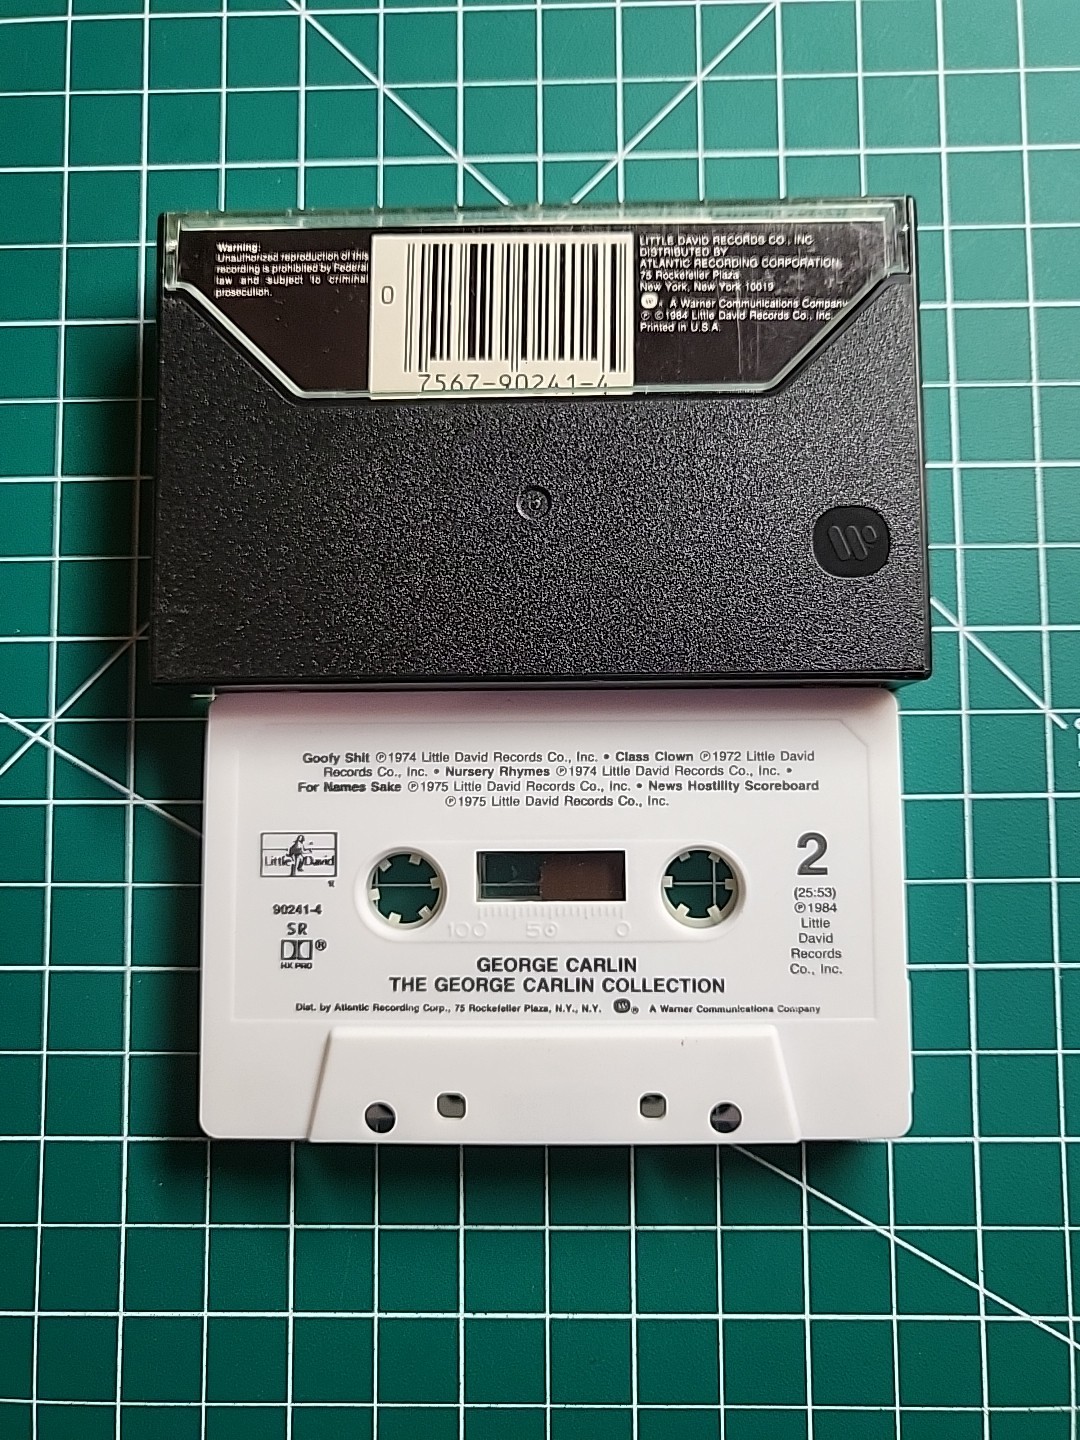 Warning:
Unauthorized reproduction of this
recording is prohibited by Federal
law and subject to criminal
prosecution.
0
7567-90241-4
LITTLE DAVID RECORDS CO., INC.
DISTRIBUTED BY
ATLANTIC RECORDING CORPORATION
75 Rockefeller Plaza
New York, New York 10019
A Warner Communications Company
℗ © 1984 Little David Records Co., Inc.
Printed in U.S.A.
Goofy Shit ℗1974 Little David Records Co., Inc. • Class Clown ℗1972 Little David
Records Co., Inc. • Nursery Rhymes ℗1974 Little David Records Co., Inc. •
For Names Sake ℗1975 Little David Records Co., Inc. • News Hostility Scoreboard
℗1975 Little David Records Co., Inc.
Little David
90241-4
SR
®
HX PRO
100 50 0
2
(25:53)
℗1984
Little
David
Records
Co., Inc.
GEORGE CARLIN
THE GEORGE CARLIN COLLECTION
Dist. by Atlantic Recording Corp., 75 Rockefeller Plaza, N.Y., N.Y. ® A Warner Communications Company